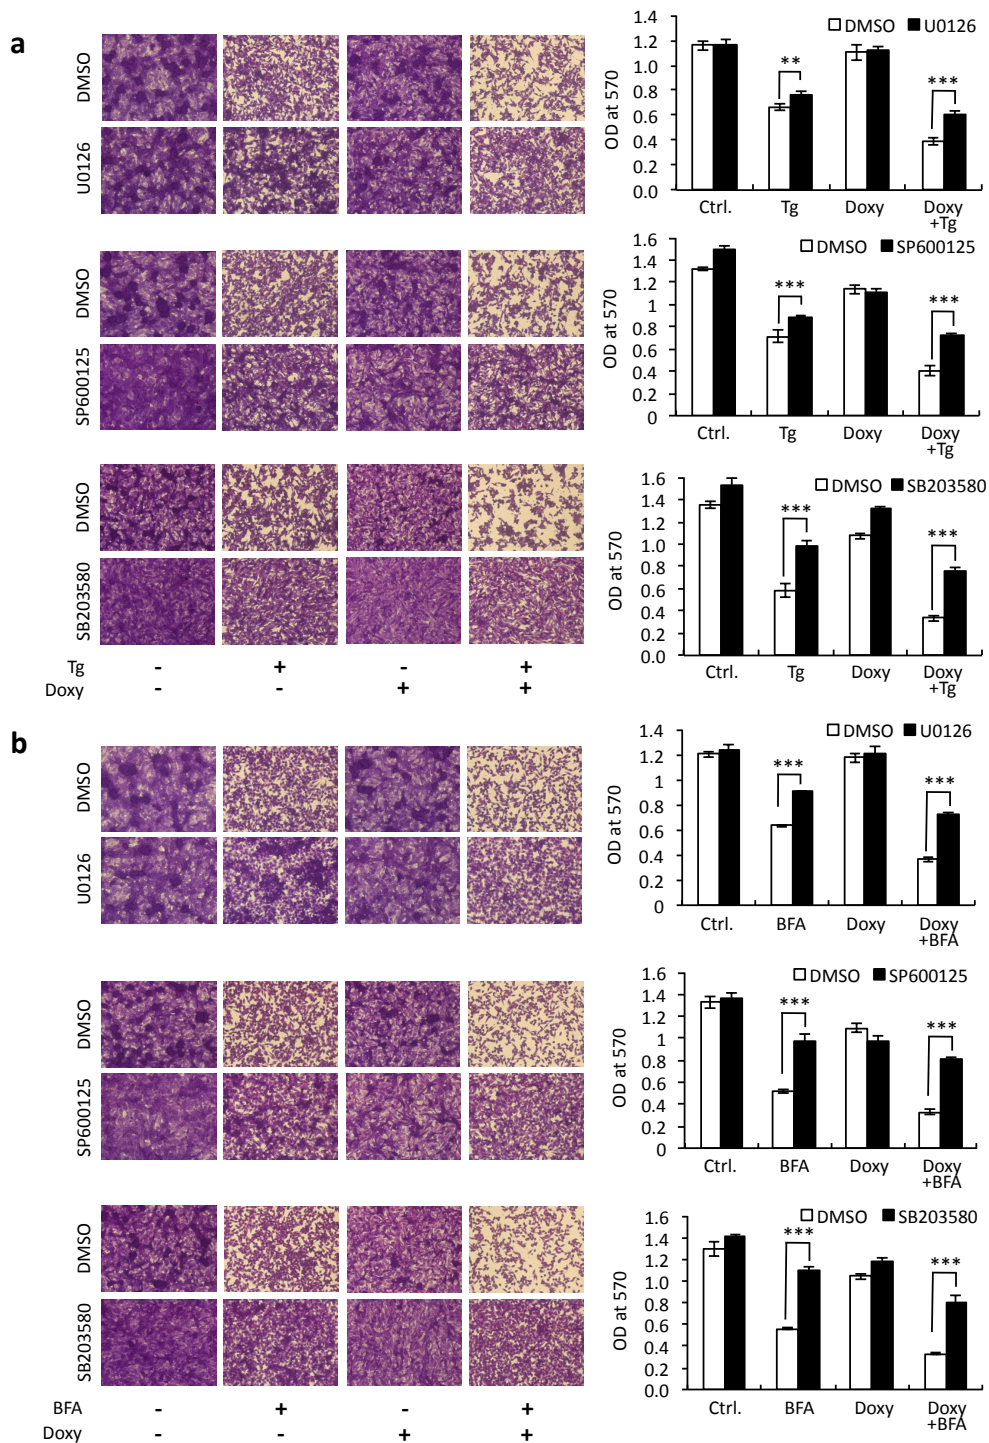 a
DMSO
U0126
DMSO
SP600125
DMSO
SB203580
Tg - + - +
Doxy - - + +
DMSO U0126
OD at 570
1.4
1.2
1.0
0.8
0.6
0.4
0.2
0.0
** ***
Ctrl. Tg Doxy Doxy
+Tg
DMSO SP600125
OD at 570
1.6
1.4
1.2
1
0.8
0.6
0.4
0.2
0
*** ***
Ctrl. Tg Doxy Doxy
+Tg
DMSO SB203580
OD at 570
1.6
1.4
1.2
1.0
0.8
0.6
0.4
0.2
0.0
*** ***
Ctrl. Tg Doxy Doxy
+Tg
b
DMSO
U0126
DMSO
SP600125
DMSO
SB203580
BFA - + - +
Doxy - - + +
DMSO U0126
OD at 570
1.4
1.2
1
0.8
0.6
0.4
0.2
0
*** ***
Ctrl. BFA Doxy Doxy
+BFA
DMSO SP600125
OD at 570
1.6
1.4
1.2
1
0.8
0.6
0.4
0.2
0
*** ***
Ctrl. BFA Doxy Doxy
+BFA
DMSO SB203580
OD at 570
1.6
1.4
1.2
1.0
0.8
0.6
0.4
0.2
0.0
*** ***
Ctrl. BFA Doxy Doxy
+BFA